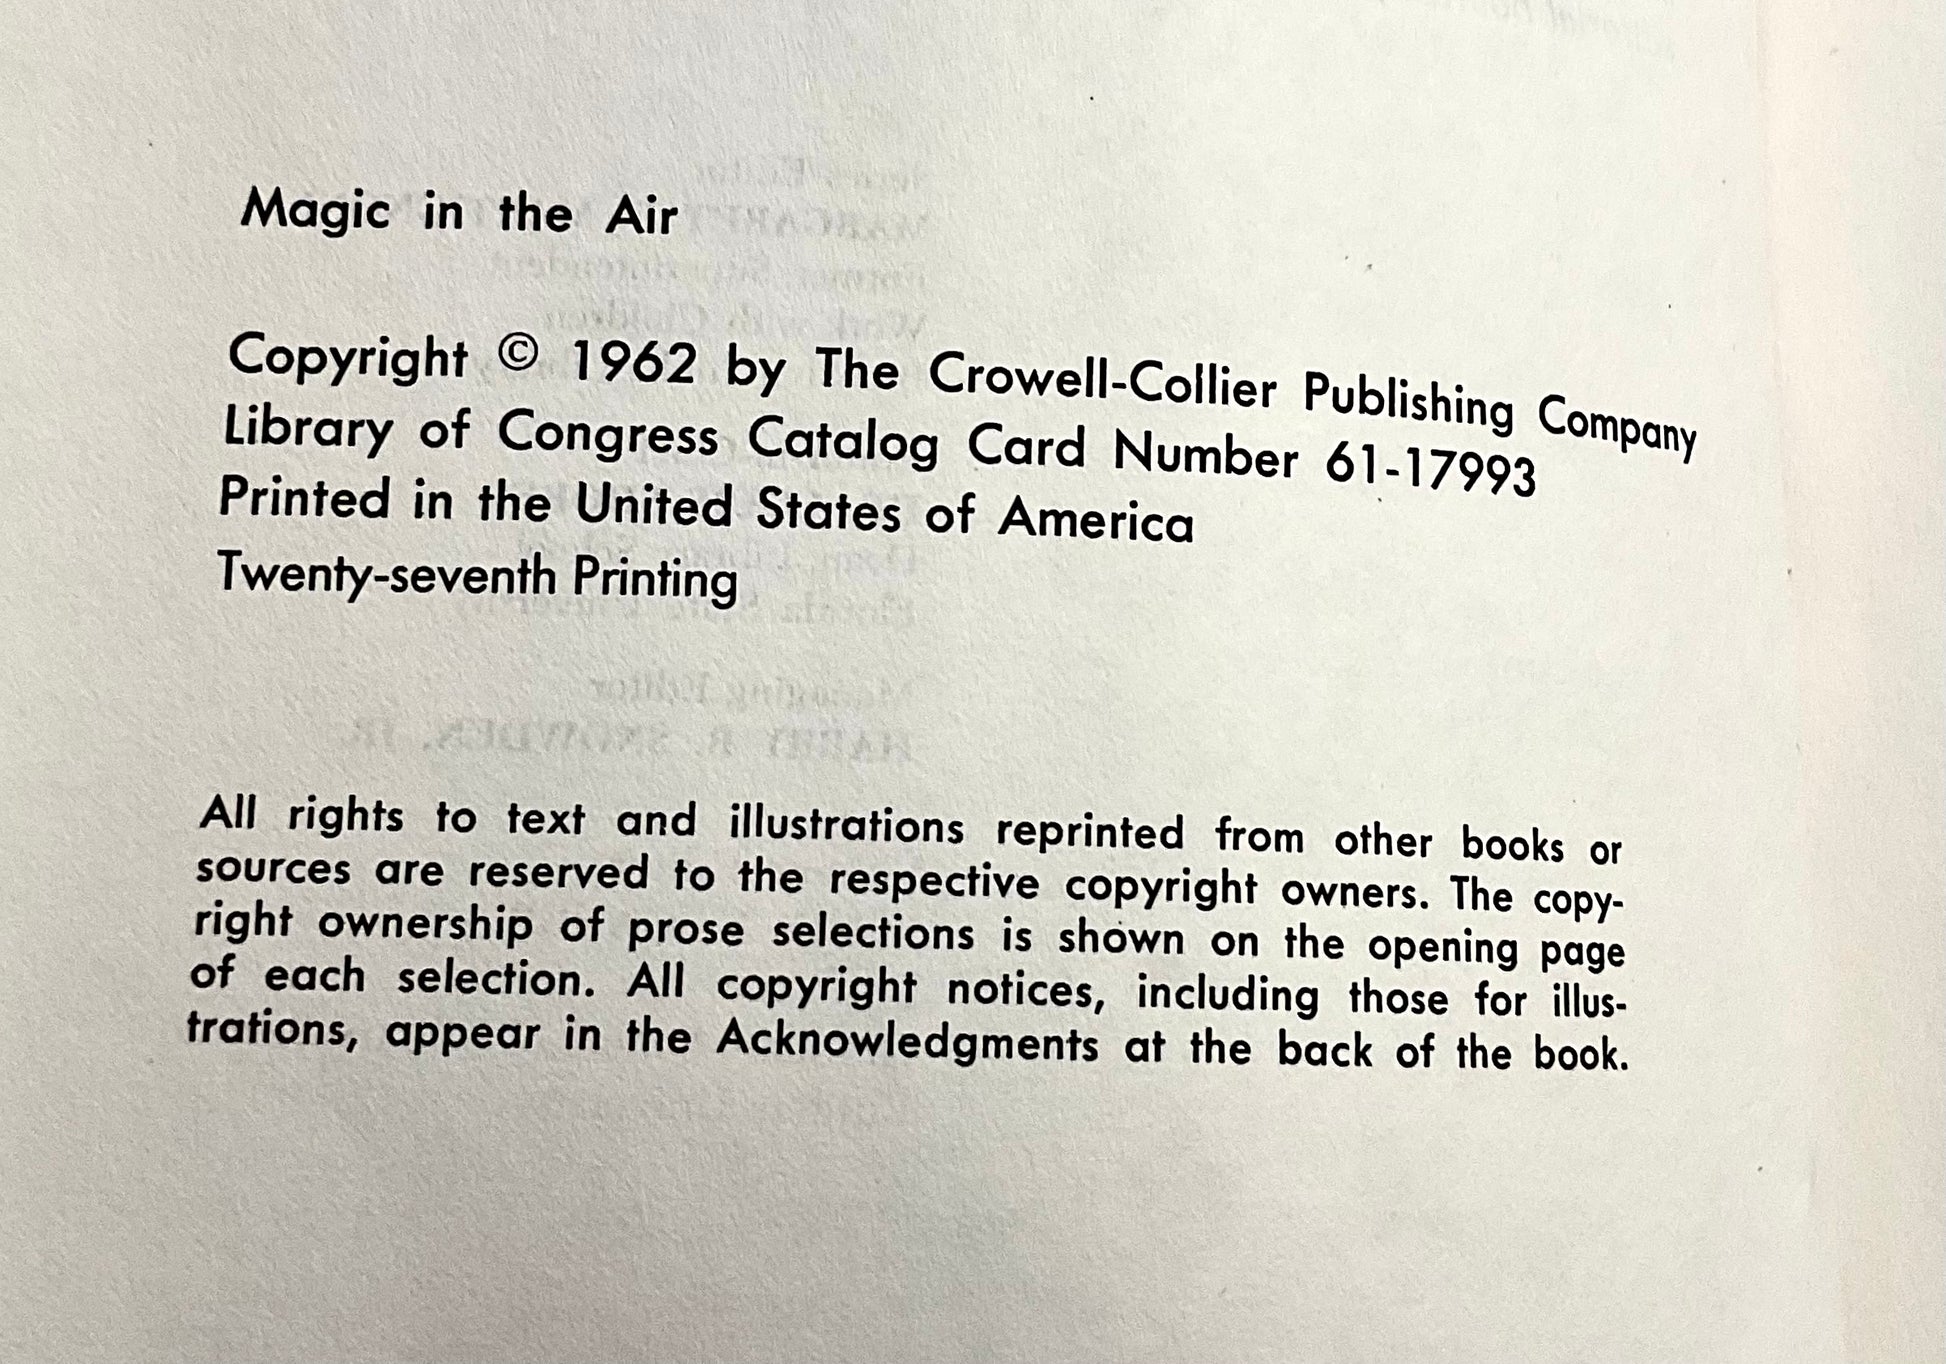 Magic in the Air
Copyright © 1962 by The Crowell-Collier Publishing Company
Library of Congress Catalog Card Number 61-17993
Printed in the United States of America
Twenty-seventh Printing
All rights to text and illustrations reprinted from other books or
sources are reserved to the respective copyright owners. The copy-
right ownership of prose selections is shown on the opening page
of each selection. All copyright notices, including those for illus-
trations, appear in the Acknowledgments at the back of the book.